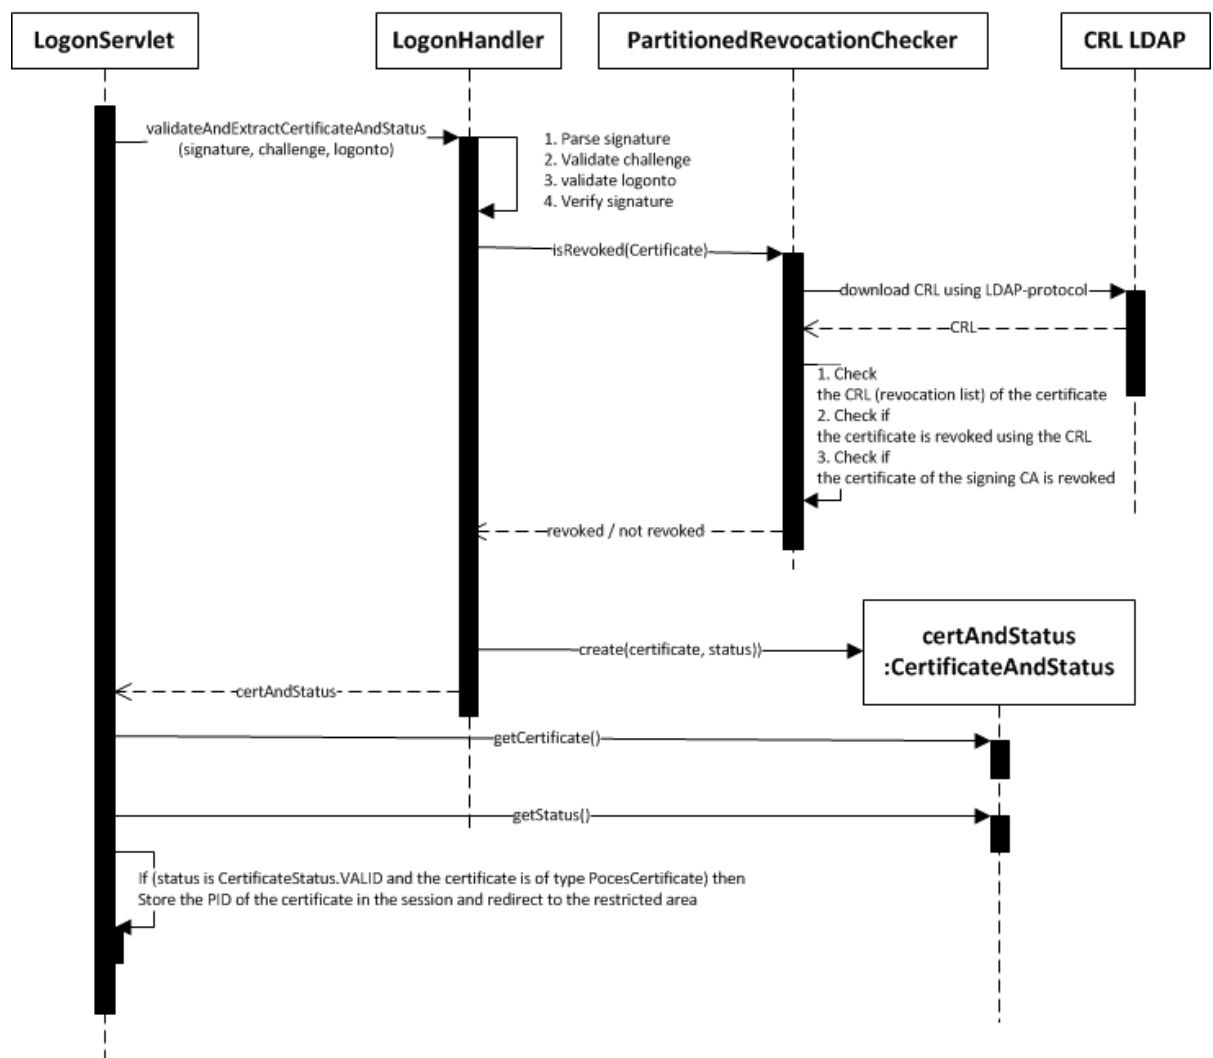 LogonServlet
LogonHandler
PartitionedRevocationChecker
CRL LDAP
validateAndExtractCertificateAndStatus
(signature, challenge, logonto)
1. Parse signature
2. Validate challenge
3. validate logonto
4. Verify signature
isRevoked(Certificate)
download CRL using LDAP-protocol
CRL
1. Check
the CRL (revocation list) of the certificate
2. Check if
the certificate is revoked using the CRL
3. Check if
the certificate of the signing CA is revoked
revoked / not revoked
certAndStatus
:CertificateAndStatus
create(certificate, status))
certAndStatus
getCertificate()
getStatus()
If (status is CertificateStatus.VALID and the certificate is of type PocesCertificate) then
Store the PID of the certificate in the session and redirect to the restricted area